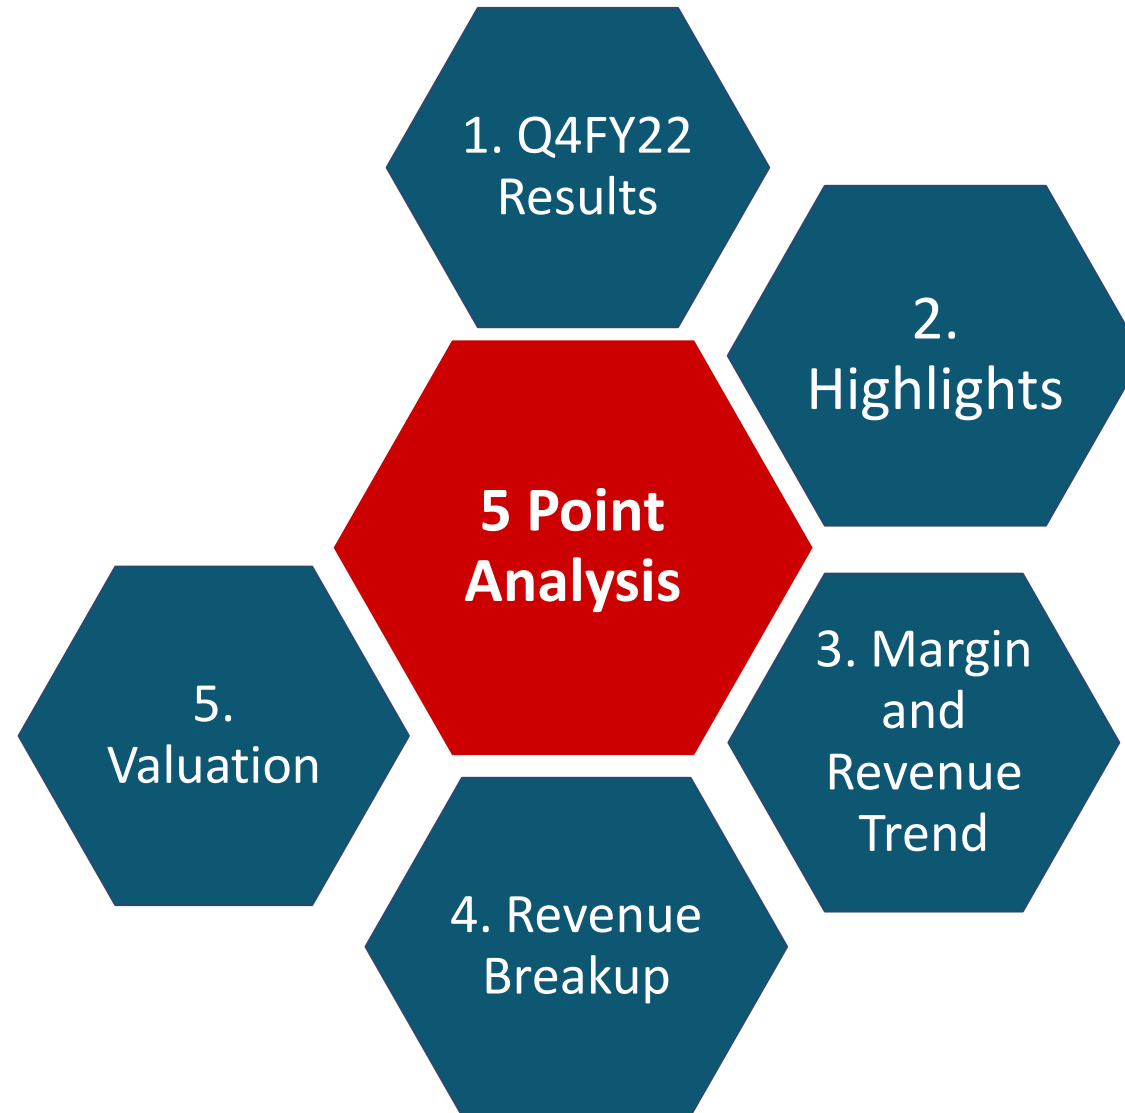 1. Q4FY22
Results
2.
Highlights
5 Point
Analysis
3. Margin
and
Revenue
Trend
5.
Valuation
4. Revenue
Breakup